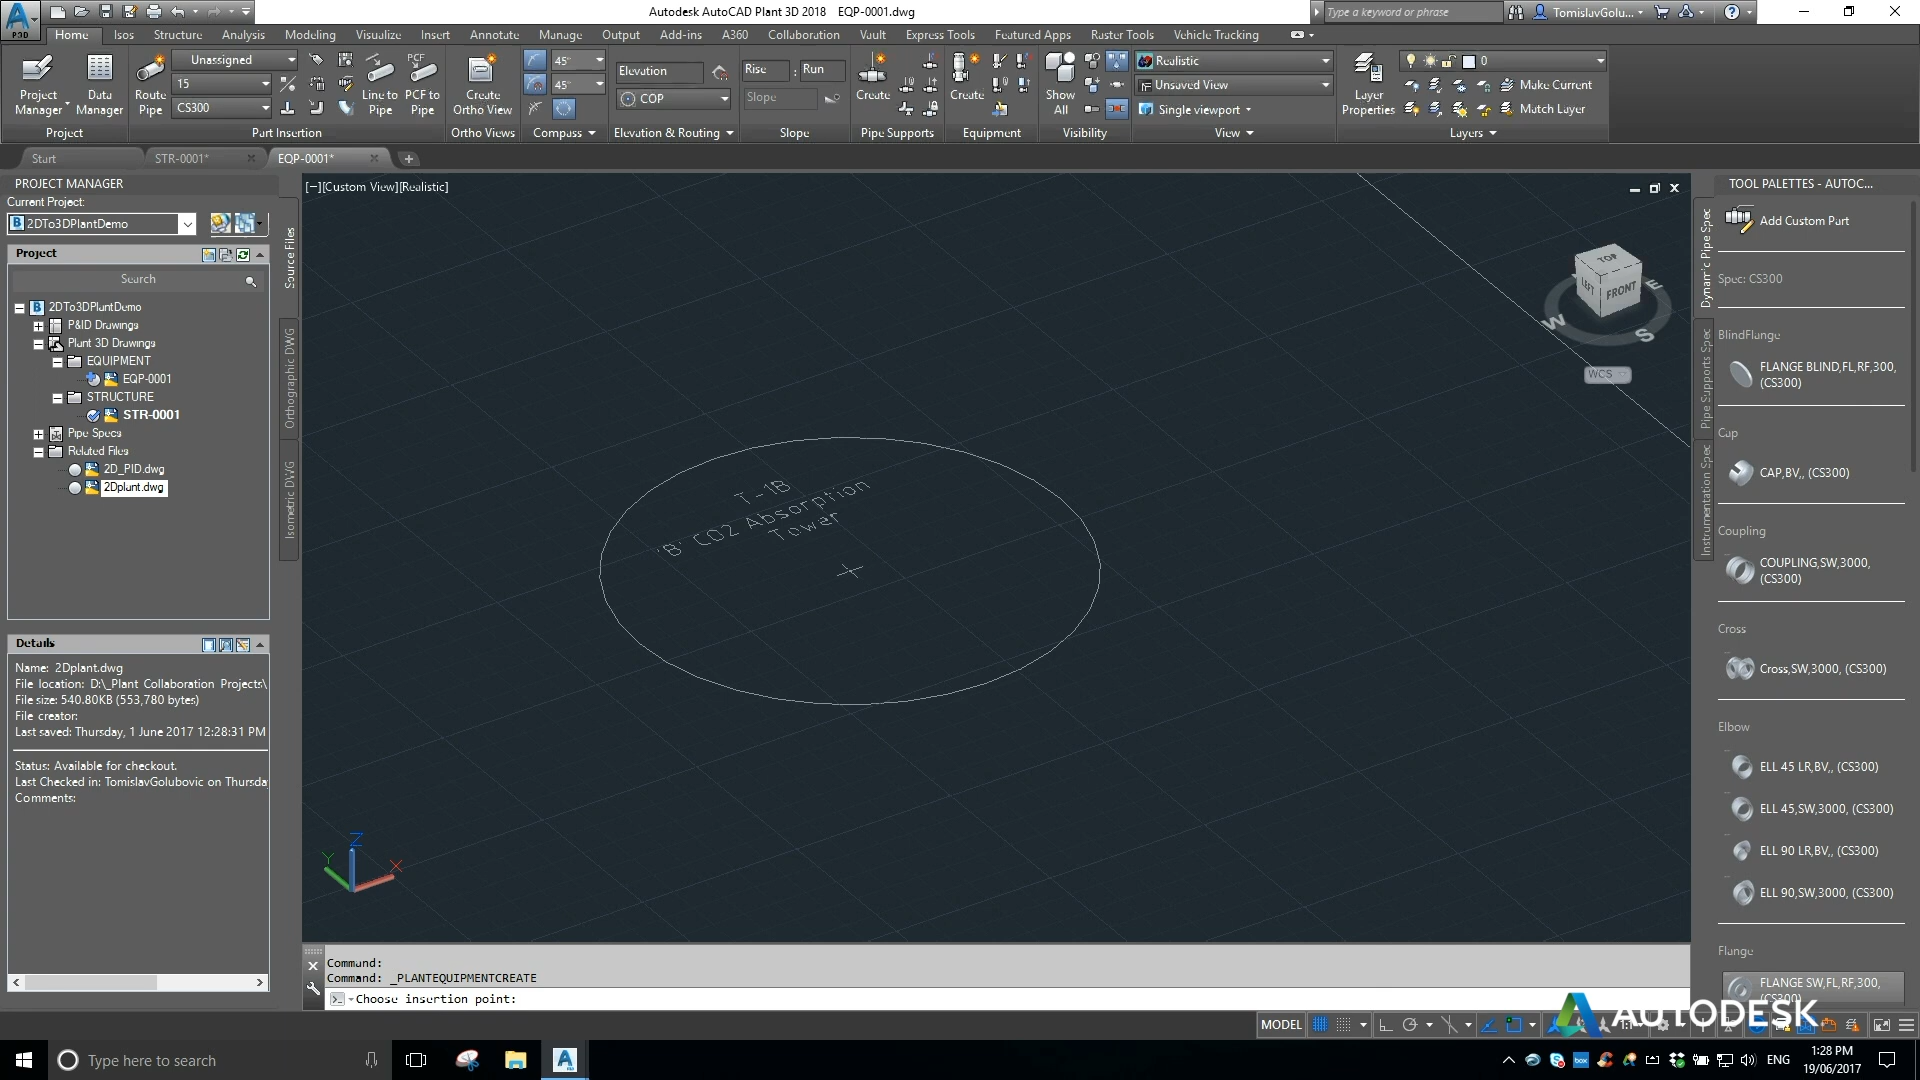 Autodesk AutoCAD Plant 3D 2018 EQP-0001.dwg
Type a keyword or phrase
TomislavGolu...
P3D
Home Isos Structure Analysis Modeling Visualize Insert Annotate Manage Output Add-ins A360 Collaboration Vault Express Tools Featured Apps Raster Tools Vehicle Tracking
Project Manager
Data Manager
Project
Route Pipe
Unassigned
15
CS300
Line to Pipe
PCF to Pipe
Part Insertion
Create Ortho View
Ortho Views
45°
45°
Compass
Elevation
COP
Elevation & Routing
Rise : Run
Slope
Slope
Create
Pipe Supports
Create
Equipment
Show All
Visibility
Realistic
Unsaved View
Single viewport
View
Layer Properties
0
Make Current
Match Layer
Layers
Start STR-0001* EQP-0001*
PROJECT MANAGER
Current Project:
2DTo3DPlantDemo
Project
Search
2DTo3DPlantDemo
P&ID Drawings
Plant 3D Drawings
EQUIPMENT
EQP-0001
STRUCTURE
STR-0001
Pipe Specs
Related Files
2D_PID.dwg
2Dplant.dwg
Source Files
Orthographic DWG
Isometric DWG
Details
Name: 2Dplant.dwg
File location: D:\_Plant Collaboration Projects\
File size: 540.80KB (553,780 bytes)
File creator:
Last saved: Thursday, 1 June 2017 12:28:31 PM
Status: Available for checkout.
Last Checked in: TomislavGolubovic on Thursda
Comments:
[−][Custom View][Realistic]
T-1B
'B' CO2 Absorption
Tower
TOP
LEFT
FRONT
W
S
E
WCS
Z
Y
X
Command:
Command: _PLANTEQUIPMENTCREATE
Choose insertion point:
TOOL PALETTES - AUTOC...
Dynamic Pipe Spec
Pipe Supports Spec
Instrumentation Spec
Add Custom Part
Spec: CS300
BlindFlange
FLANGE BLIND,FL,RF,300,
(CS300)
Cap
CAP,BV,, (CS300)
Coupling
COUPLING,SW,3000,
(CS300)
Cross
Cross,SW,3000, (CS300)
Elbow
ELL 45 LR,BV,, (CS300)
ELL 45,SW,3000, (CS300)
ELL 90 LR,BV,, (CS300)
ELL 90,SW,3000, (CS300)
Flange
FLANGE SW,FL,RF,300,
(CS300)
MODEL
AUTODESK
Type here to search
box
ENG
1:28 PM
19/06/2017